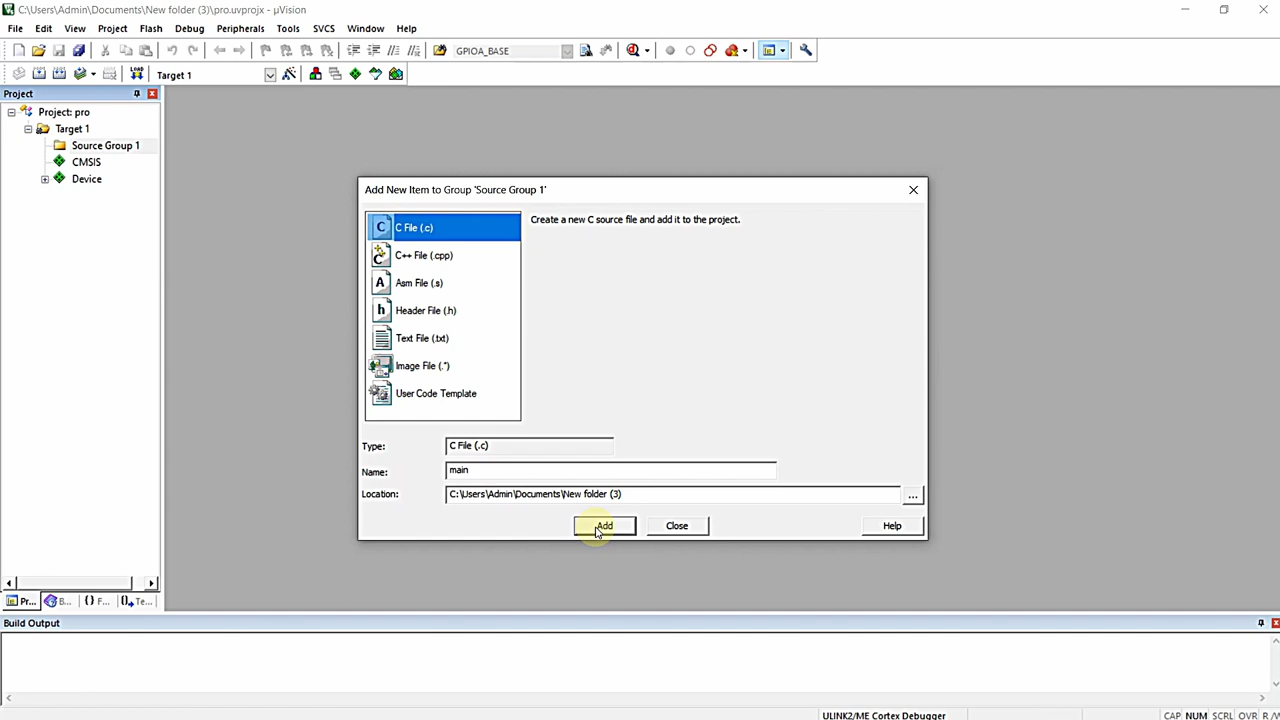 C:\Users\Admin\Documents\New folder (3)\pro.uvprojx - µVision
File Edit View Project Flash Debug Peripherals Tools SVCS Window Help
GPIOA_BASE
LOAD Target 1
Project
Project: pro
Target 1
Source Group 1
CMSIS
Device
Add New Item to Group 'Source Group 1'
C File (.c)
Create a new C source file and add it to the project.
C++ File (.cpp)
Asm File (.s)
Header File (.h)
Text File (.txt)
Image File (.*)
User Code Template
Type: C File (.c)
Name: main
Location: C:\Users\Admin\Documents\New folder (3) ...
Add Close Help
Pr... B... {} F... Te...
Build Output
ULINK2/ME Cortex Debugger CAP NUM SCRL OVR R /W